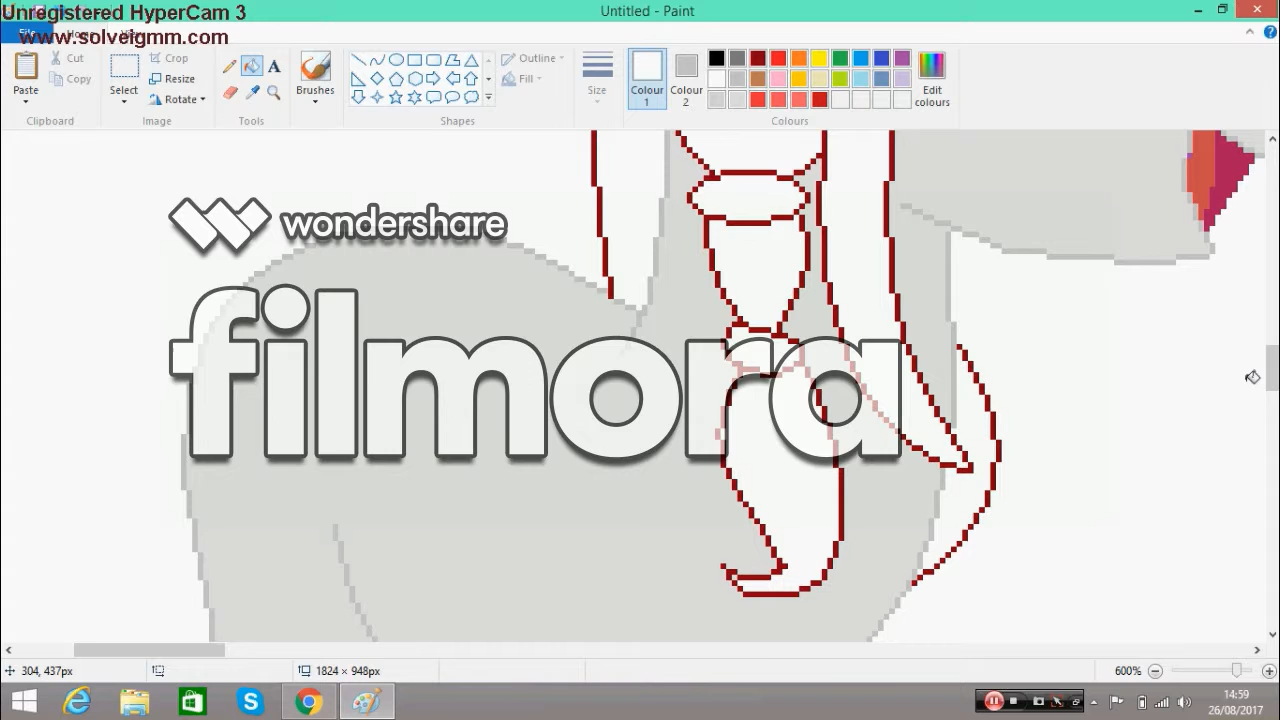 Unregistered HyperCam 3
www.solveigmm.com
Untitled - Paint
Paste
Cut
Copy
Clipboard
Select
Crop
Resize
Rotate
Image
Tools
Brushes
Shapes
Outline
Fill
Size
Colour 1
Colour 2
Edit colours
Colours
wondershare
filmora
304, 437px
1824 × 948px
600%
14:59
26/08/2017